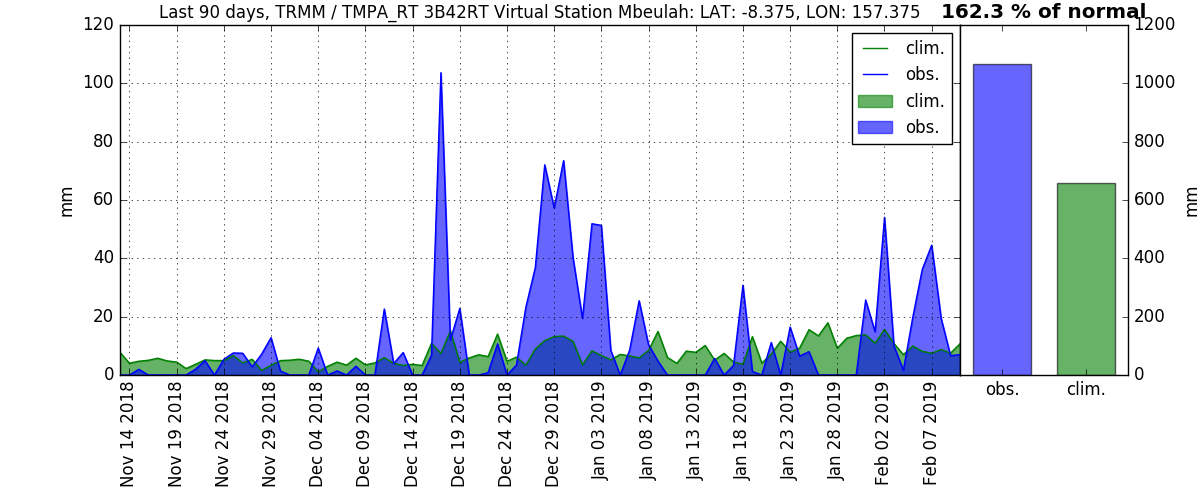 Last 90 days, TRMM / TMPA_RT 3B42RT Virtual Station Mbeulah: LAT: -8.375, LON: 157.375
162.3 % of normal
120
100
80
60
40
20
0
mm
clim.
obs.
clim.
obs.
1200
1000
800
600
400
200
0
mm
Nov 14 2018
Nov 19 2018
Nov 24 2018
Nov 29 2018
Dec 04 2018
Dec 09 2018
Dec 14 2018
Dec 19 2018
Dec 24 2018
Dec 29 2018
Jan 03 2019
Jan 08 2019
Jan 13 2019
Jan 18 2019
Jan 23 2019
Jan 28 2019
Feb 02 2019
Feb 07 2019
obs.
clim.